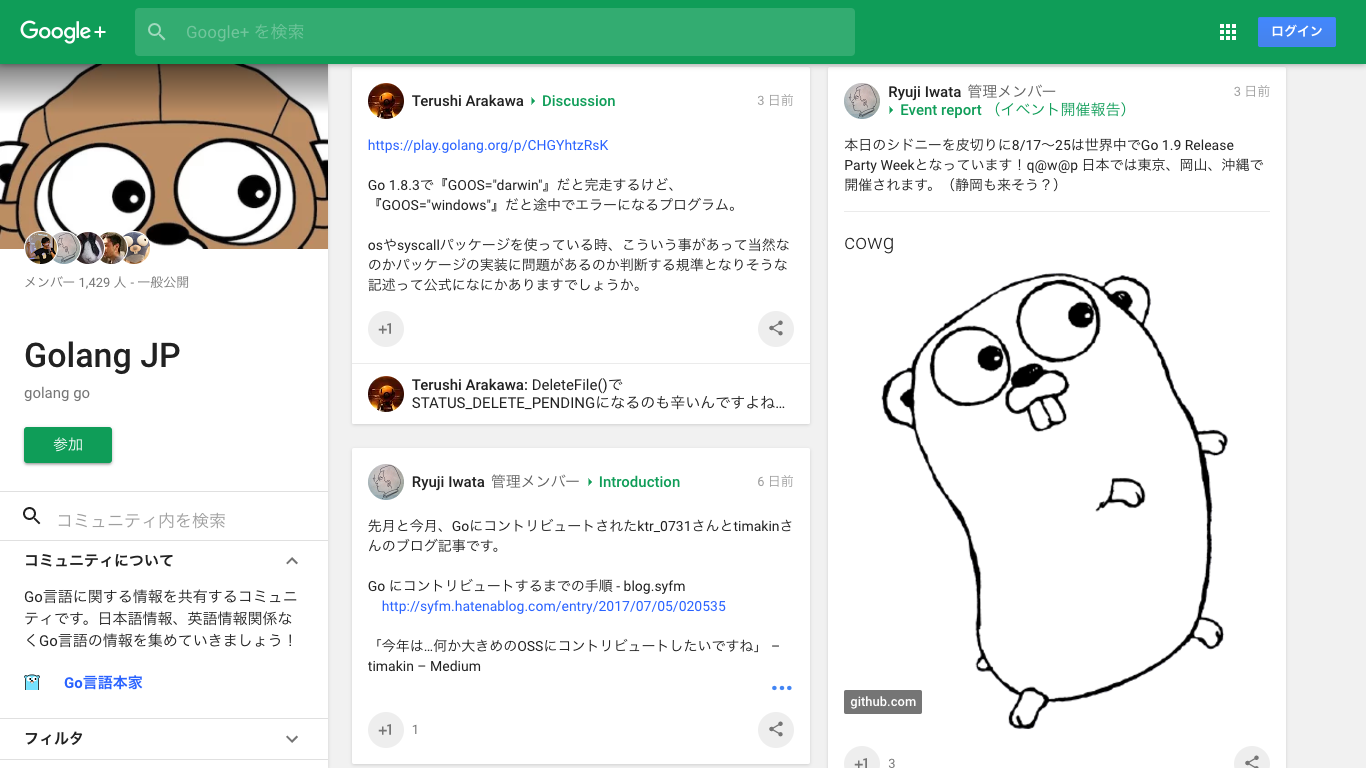 Google+
Google+ を検索
ログイン
メンバー 1,429 人 - 一般公開
Golang JP
golang go
参加
コミュニティ内を検索
コミュニティについて
Go言語に関する情報を共有するコミュニ
ティです。日本語情報、英語情報関係な
くGo言語の情報を集めていきましょう！
Go言語本家
フィルタ
Terushi Arakawa Discussion 3 日前
https://play.golang.org/p/CHGYhtzRsK
Go 1.8.3で『GOOS="darwin"』だと完走するけど、
『GOOS="windows"』だと途中でエラーになるプログラム。
osやsyscallパッケージを使っている時、こういう事があって当然な
のかパッケージの実装に問題があるのか判断する規準となりそうな
記述って公式になにかありますでしょうか。
+1
Terushi Arakawa: DeleteFile()で
STATUS_DELETE_PENDINGになるのも辛いんですよね...
Ryuji Iwata 管理メンバー Introduction 6 日前
先月と今月、Goにコントリビュートされたktr_0731さんとtimakinさ
んのブログ記事です。
Go にコントリビュートするまでの手順 - blog.syfm
http://syfm.hatenablog.com/entry/2017/07/05/020535
「今年は...何か大きめのOSSにコントリビュートしたいですね」 –
timakin – Medium
+1 1
Ryuji Iwata 管理メンバー 3 日前
Event report （イベント開催報告）
本日のシドニーを皮切りに8/17〜25は世界中でGo 1.9 Release
Party Weekとなっています！q@w@p 日本では東京、岡山、沖縄で
開催されます。（静岡も来そう？）
cowg
github.com
+1 3